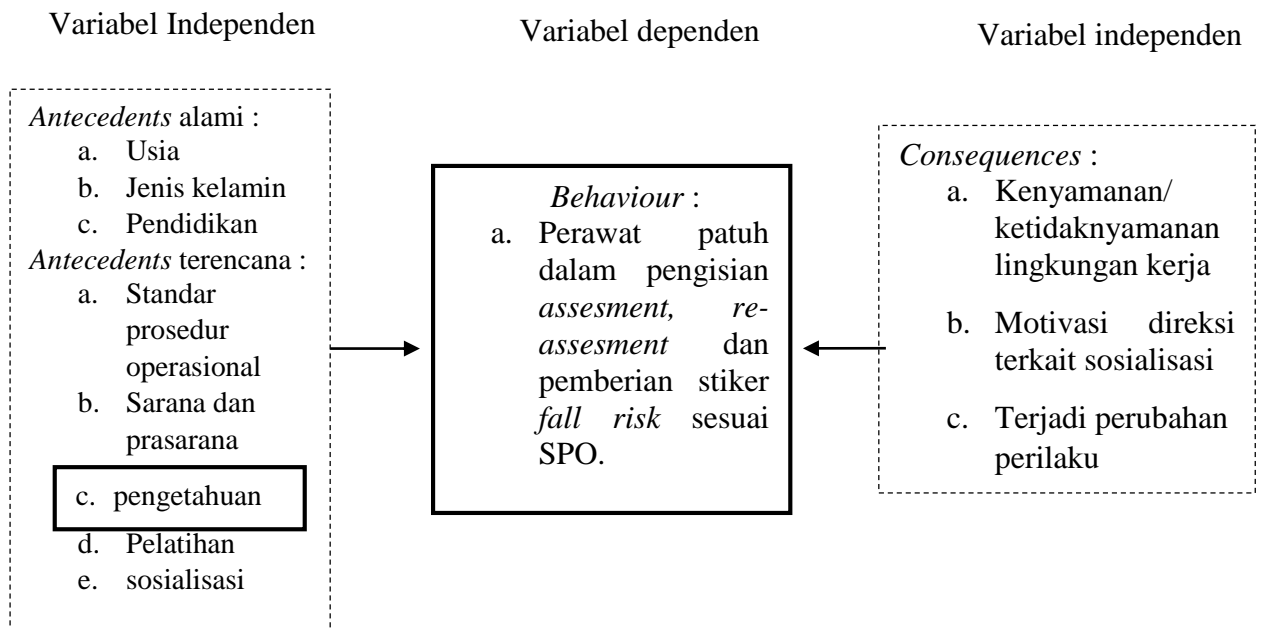 Variabel Independen
Variabel dependen
Variabel independen
Antecedents alami :
a. Usia
b. Jenis kelamin
c. Pendidikan
Antecedents terencana :
a. Standar
prosedur
operasional
b. Sarana dan
prasarana
c. pengetahuan
d. Pelatihan
e. sosialisasi
Behaviour :
a. Perawat patuh
dalam pengisian
assesment, re-
assesment dan
pemberian stiker
fall risk sesuai
SPO.
Consequences :
a. Kenyamanan/
ketidaknyamanan
lingkungan kerja
b. Motivasi direksi
terkait sosialisasi
c. Terjadi perubahan
perilaku